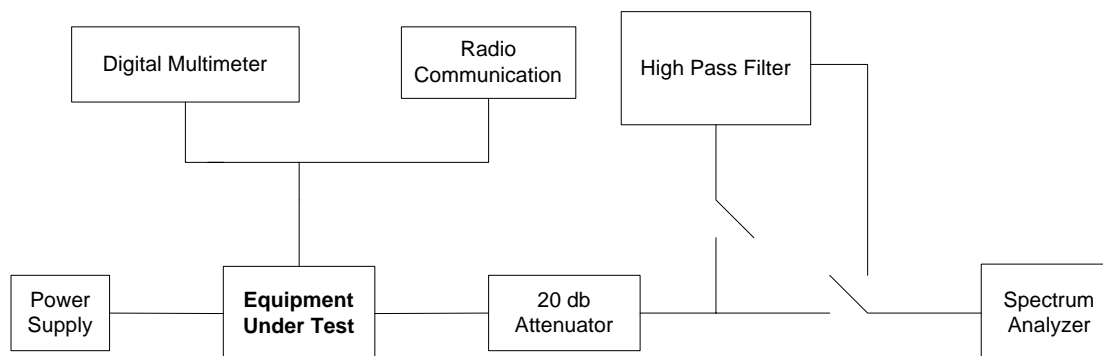 Digital Multimeter
Radio
Communication
High Pass Filter
Power
Supply
Equipment
Under Test
20 db
Attenuator
Spectrum
Analyzer